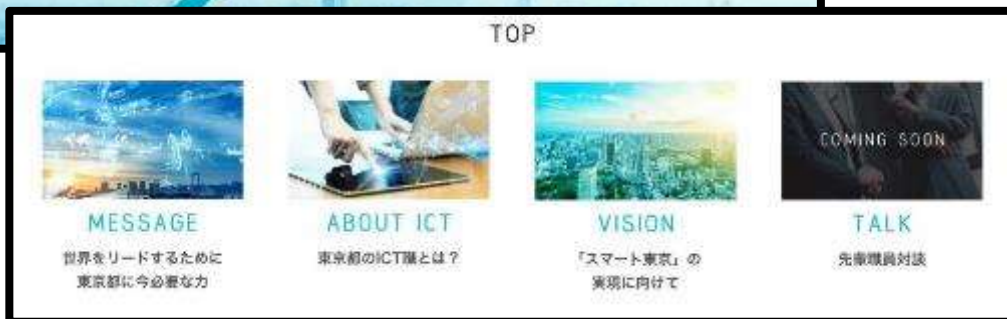 TOP
COMING SOON
MESSAGE
世界をリードするために
東京都に今必要な力
ABOUT ICT
東京都のICT職とは？
VISION
「スマート東京」の
実現に向けて
TALK
先輩職員対談